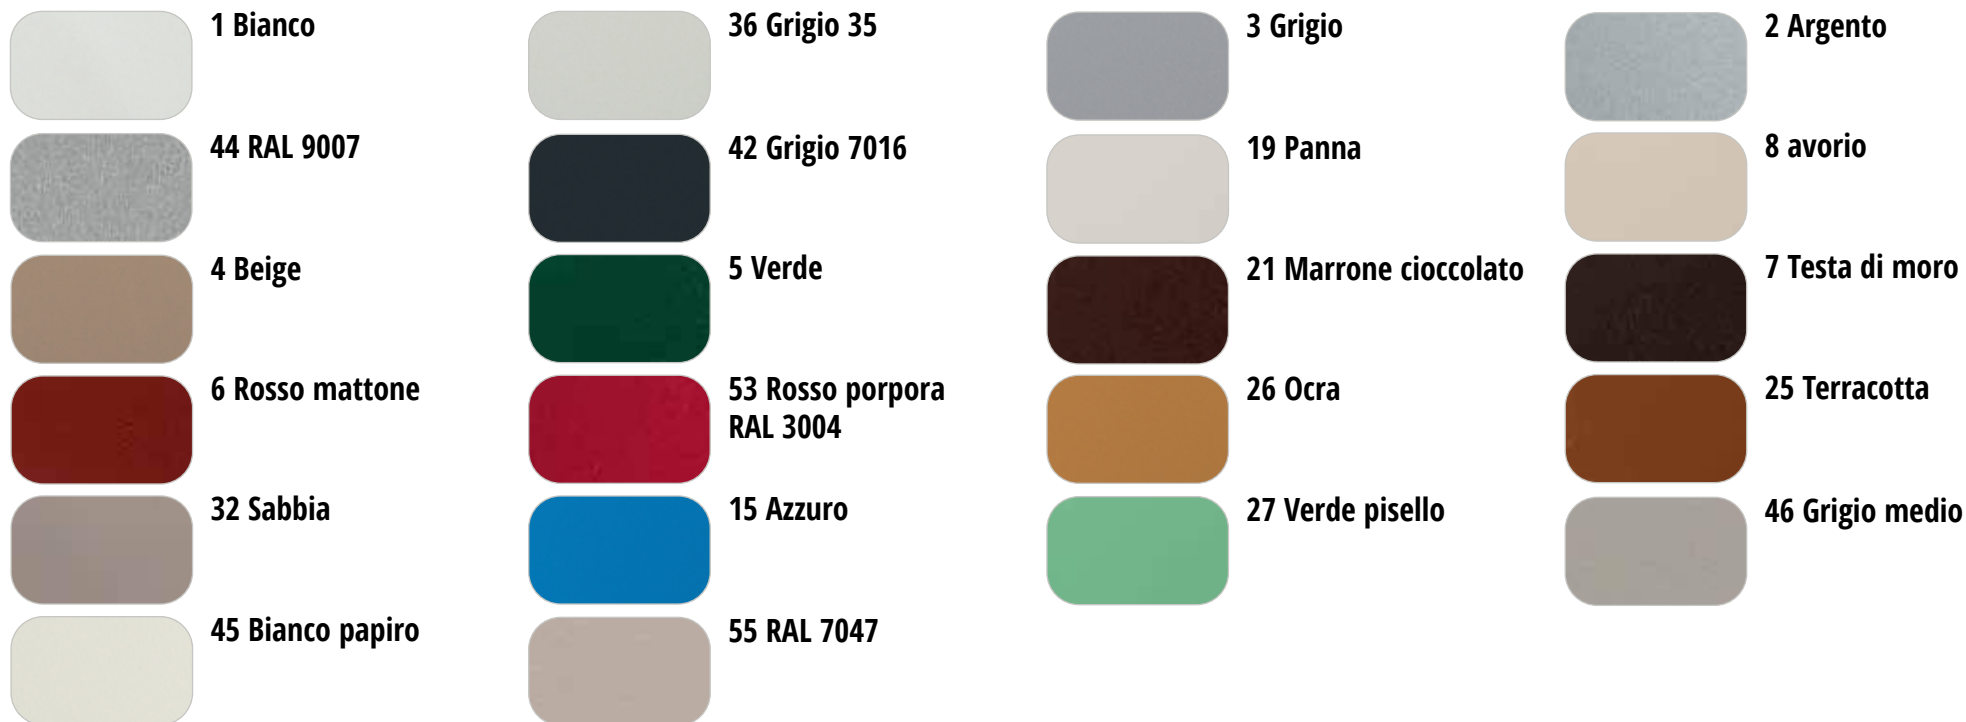 1 Bianco
36 Grigio 35
3 Grigio
2 Argento
44 RAL 9007
42 Grigio 7016
19 Panna
8 avorio
4 Beige
5 Verde
21 Marrone cioccolato
7 Testa di moro
6 Rosso mattone
53 Rosso porpora
RAL 3004
26 Ocra
25 Terracotta
32 Sabbia
15 Azzuro
27 Verde pisello
46 Grigio medio
45 Bianco papiro
55 RAL 7047